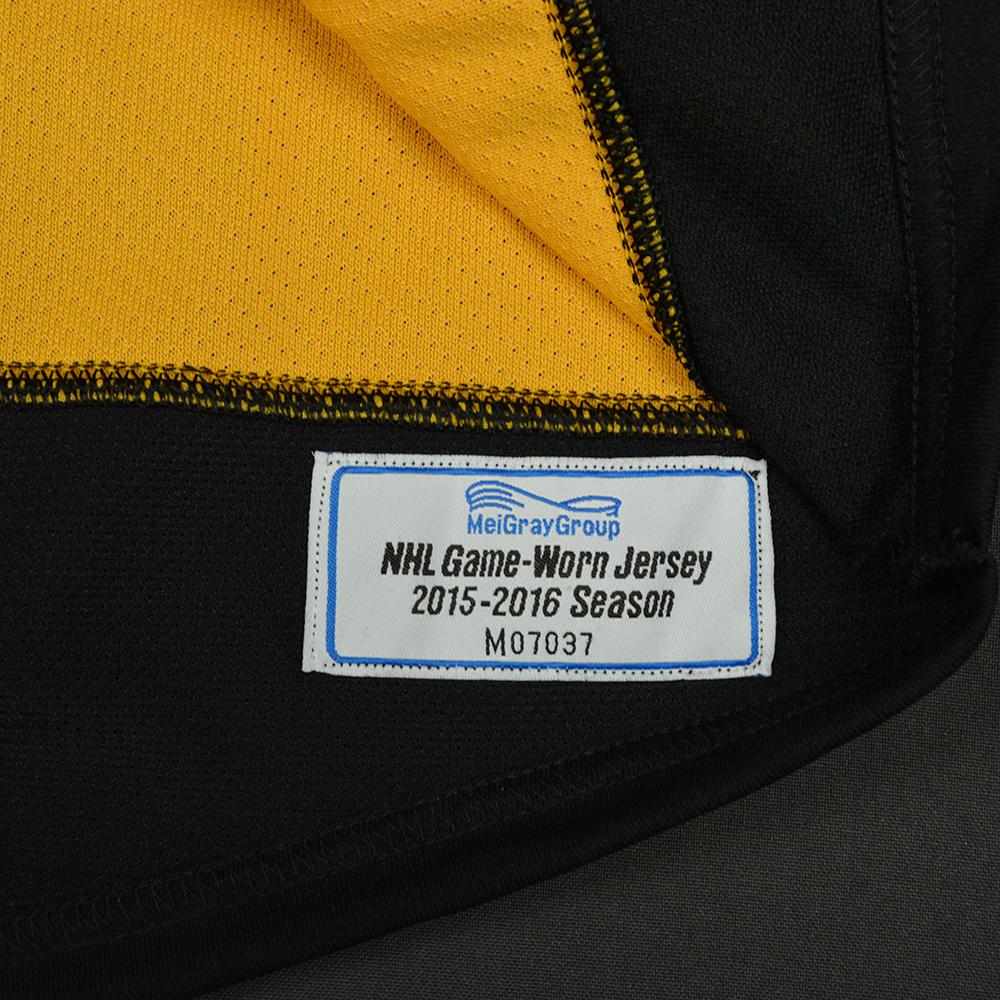 MeiGrayGroup
NHL Game-Worn Jersey
2015-2016 Season
M07037